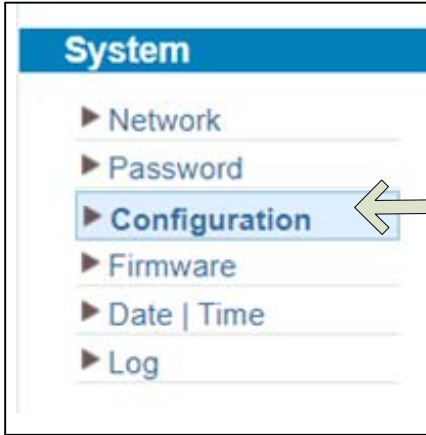 System
Network
Password
Configuration
Firmware
Date | Time
Log